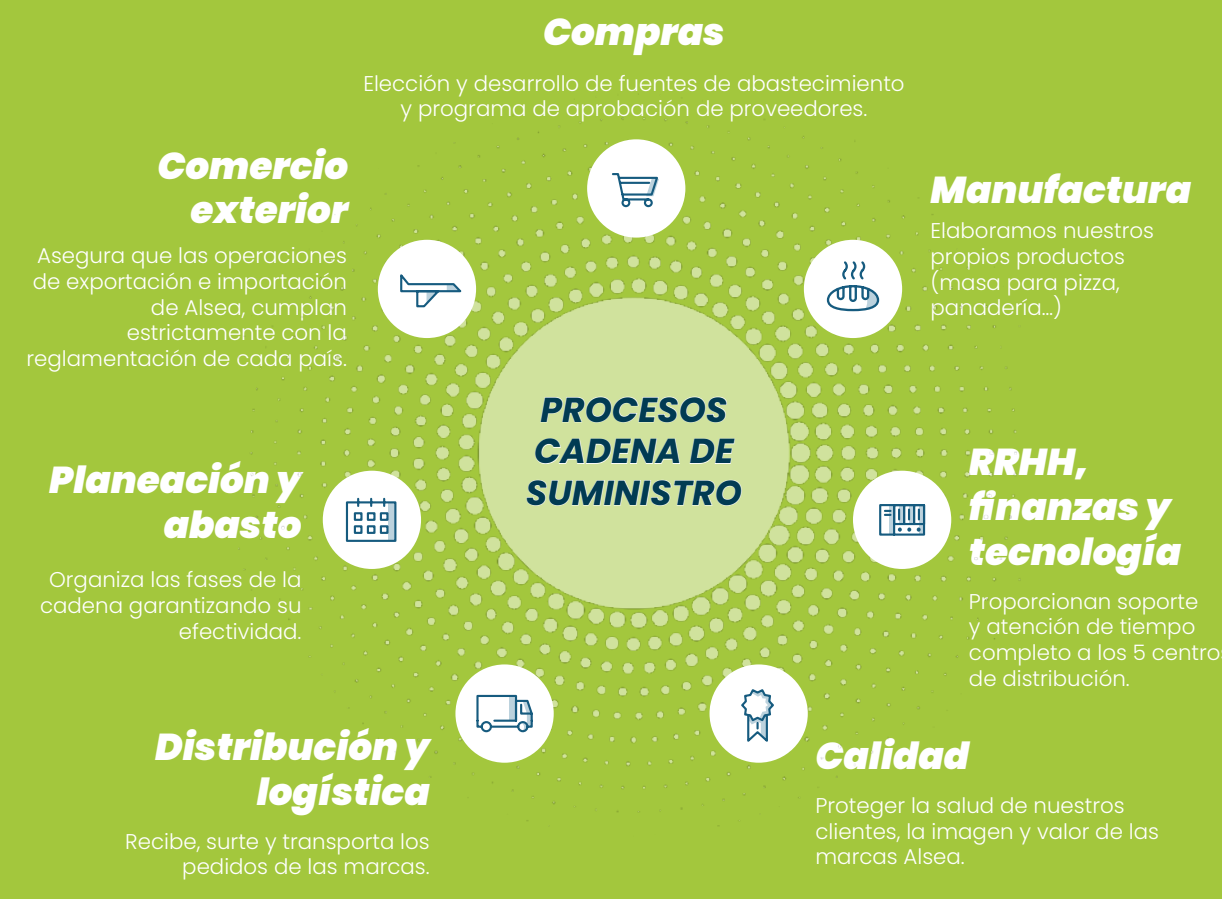 Compras
Elección y desarrollo de fuentes de abastecimiento
y programa de aprobación de proveedores.
Comercio
exterior
Asegura que las operaciones
de exportación e importación
de Alsea, cumplan
estrictamente con la
reglamentación de cada país.
Manufactura
Elaboramos nuestros
propios productos
(masa para pizza,
panadería...)
PROCESOS
CADENA DE
SUMINISTRO
Planeación y
abasto
Organiza las fases de la
cadena garantizando su
efectividad.
RRHH,
finanzas y
tecnología
Proporcionan soporte
y atención de tiempo
completo a los 5 centros
de distribución.
Distribución y
logística
Recibe, surte y transporta los
pedidos de las marcas.
Calidad
Proteger la salud de nuestros
clientes, la imagen y valor de las
marcas Alsea.